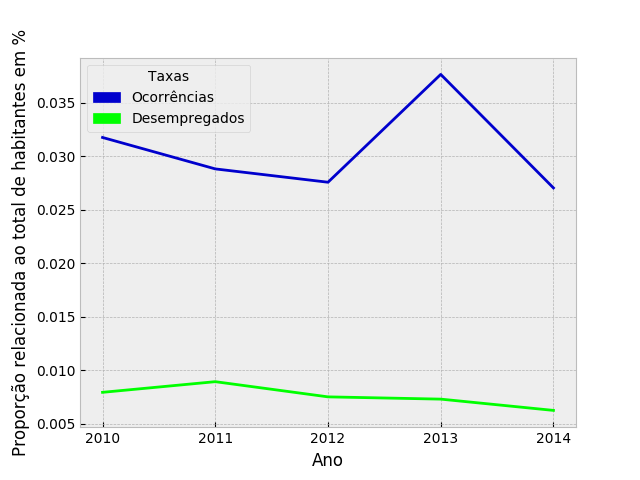 Proporção relacionada ao total de habitantes em %
Taxas
Ocorrências
Desempregados
0.035
0.030
0.025
0.020
0.015
0.010
0.005
2010 2011 2012 2013 2014
Ano